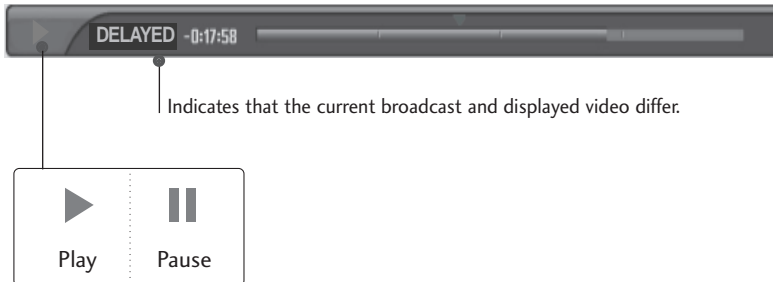 DELAYED -0:17:58
Indicates that the current broadcast and displayed video differ.
Play Pause